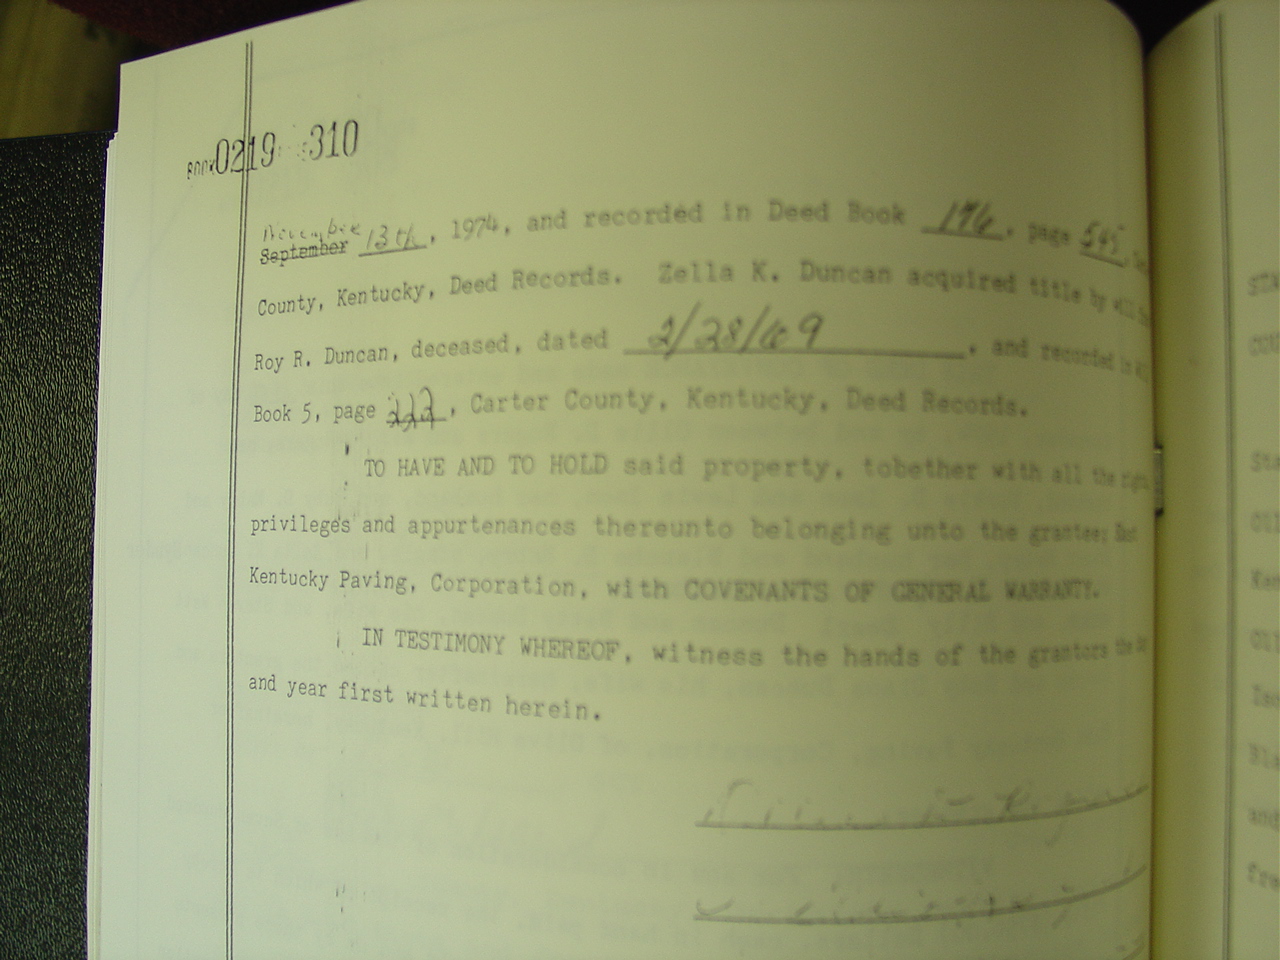 BOOK 0219 310
November
September 13th, 1974, and recorded in Deed Book 176, page
County, Kentucky, Deed Records. Zella K. Duncan acquired title by will
Roy R. Duncan, deceased, dated 2/28/69, and recorded in
Book 5, page 222, Carter County, Kentucky, Deed Records.
TO HAVE AND TO HOLD said property, tobether with all the
privileges and appurtenances thereunto belonging unto the grantee; East
Kentucky Paving, Corporation, with COVENANTS OF GENERAL WARRANTY.
IN TESTIMONY WHEREOF, witness the hands of the grantors the
and year first written herein.